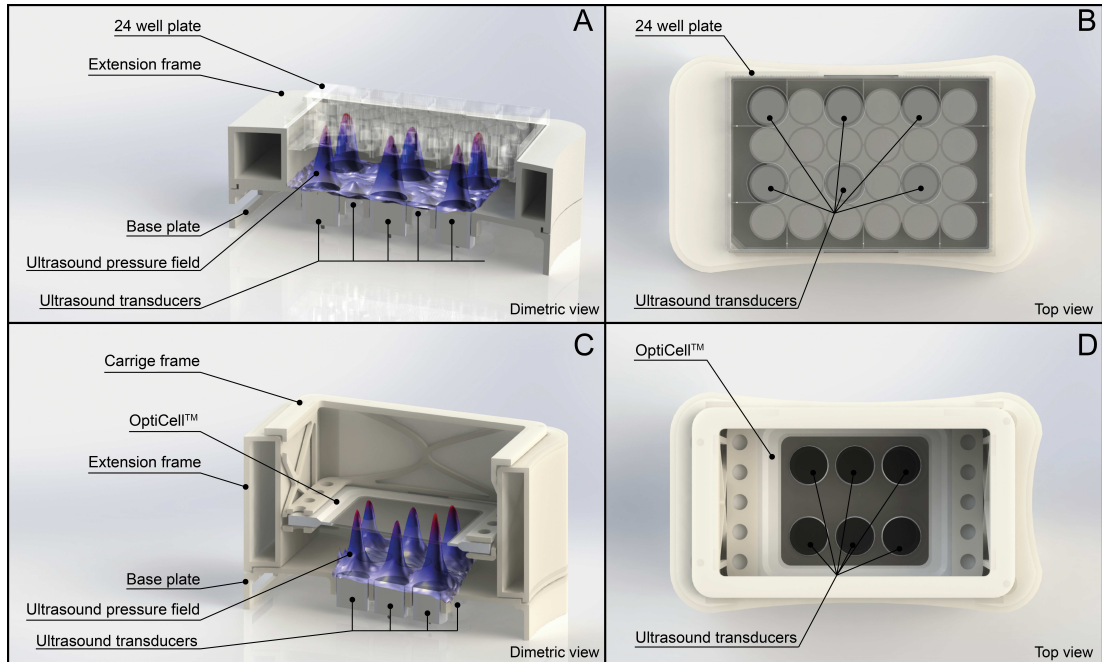 A
24 well plate
Extension frame
Base plate
Ultrasound pressure field
Ultrasound transducers
Dimetric view
B
24 well plate
Ultrasound transducers
Top view
C
Carrige frame
OptiCell™
Extension frame
Base plate
Ultrasound pressure field
Ultrasound transducers
Dimetric view
D
OptiCell™
Ultrasound transducers
Top view